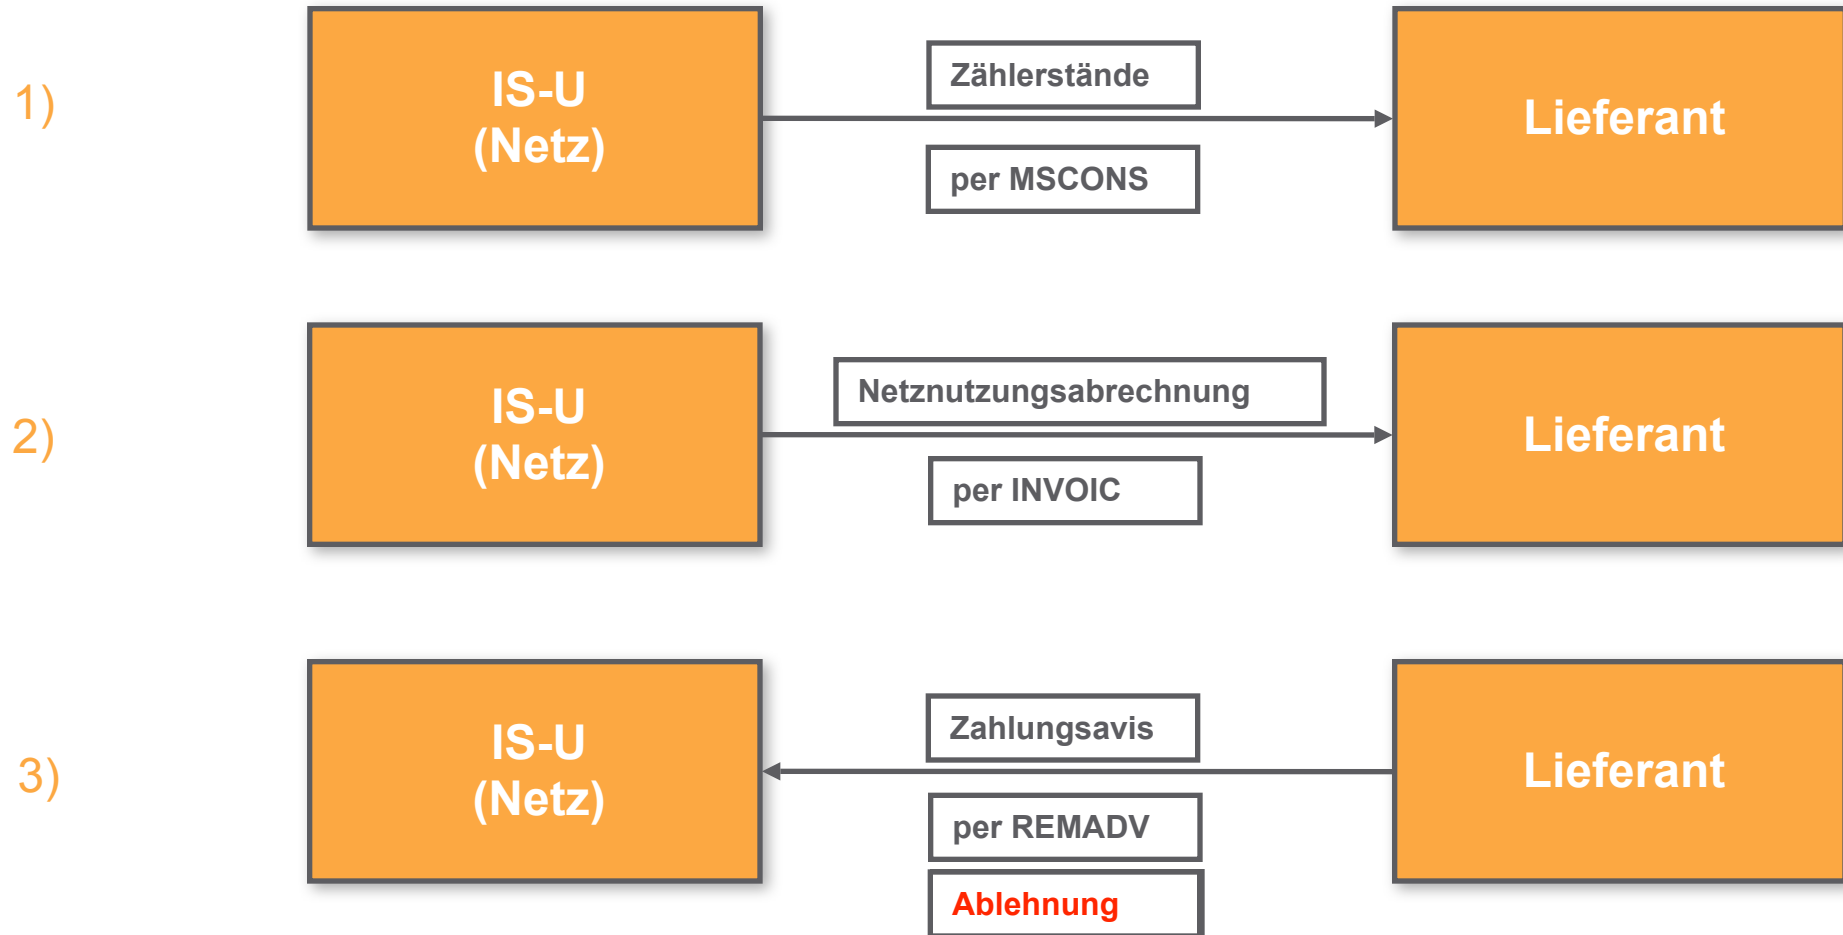 1)
IS-U
(Netz)
Zählerstände
per MSCONS
Lieferant
2)
IS-U
(Netz)
Netznutzungsabrechnung
per INVOIC
Lieferant
3)
IS-U
(Netz)
Zahlungsavis
per REMADV
Ablehnung
Lieferant